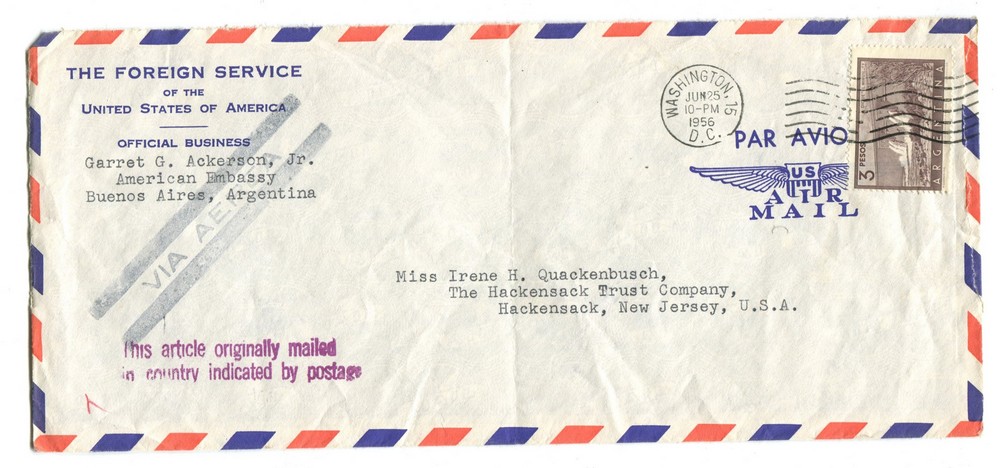 THE FOREIGN SERVICE
OF THE
UNITED STATES OF AMERICA
OFFICIAL BUSINESS
Garret G. Ackerson, Jr.
American Embassy
Buenos Aires, Argentina
VIA AEREA
WASHINGTON, 15
JUN 25
10-PM
1956
D.C.
PAR AVIO
US
AIR
MAIL
3 PESOS
ARGENTINA
Miss Irene H. Quackenbusch,
The Hackensack Trust Company,
Hackensack, New Jersey, U.S.A.
This article originally mailed
in country indicated by postage